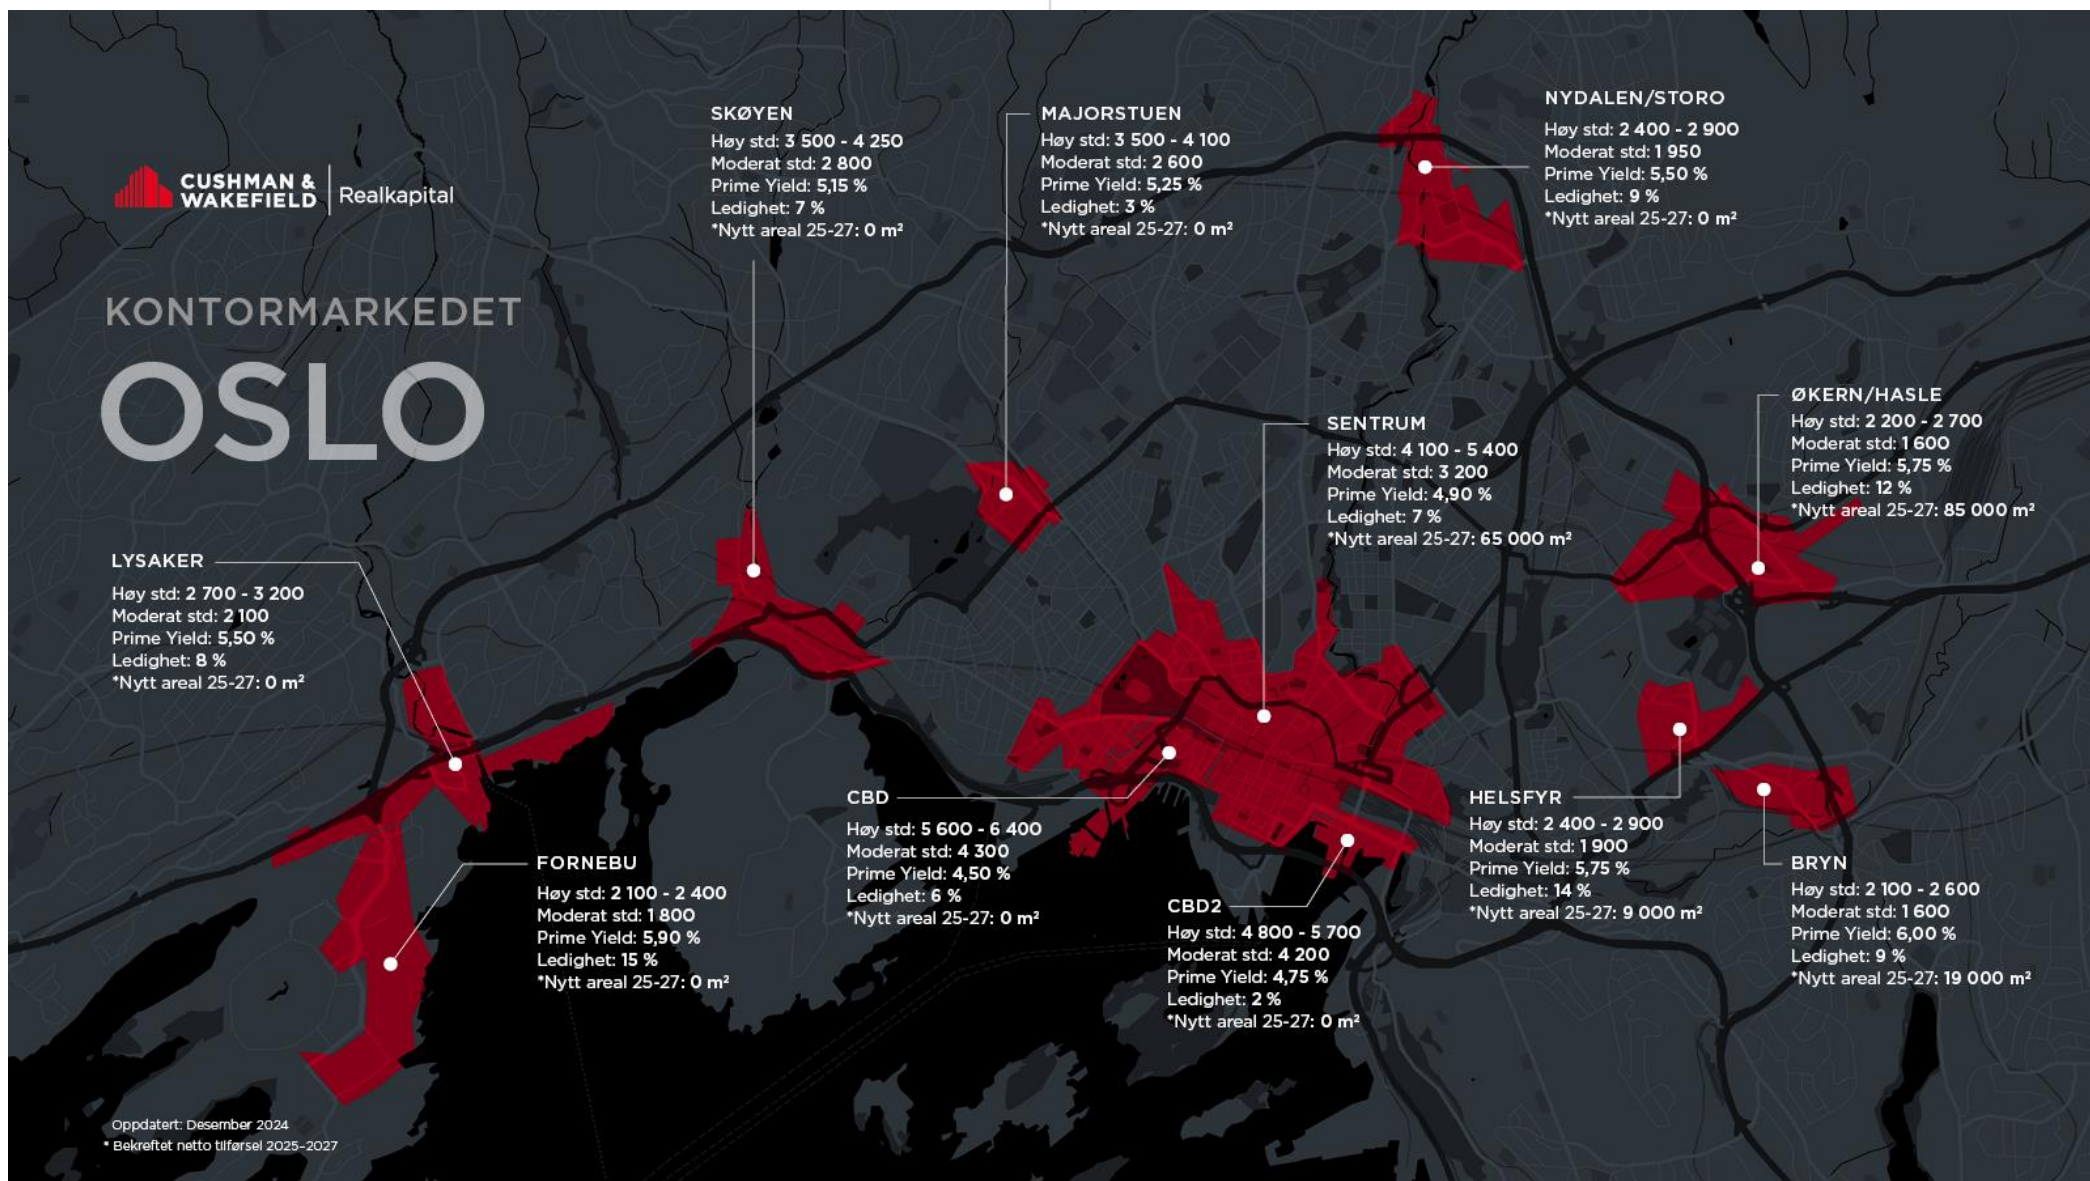 CUSHMAN &
WAKEFIELD
Realkapital
KONTORMARKEDET
OSLO
SKØYEN
Høy std: 3 500 - 4 250
Moderat std: 2 800
Prime Yield: 5,15 %
Ledighet: 7 %
*Nytt areal 25-27: 0 m²
MAJORSTUEN
Høy std: 3 500 - 4 100
Moderat std: 2 600
Prime Yield: 5,25 %
Ledighet: 3 %
*Nytt areal 25-27: 0 m²
NYDALEN/STORO
Høy std: 2 400 - 2 900
Moderat std: 1 950
Prime Yield: 5,50 %
Ledighet: 9 %
*Nytt areal 25-27: 0 m²
ØKERN/HASLE
Høy std: 2 200 - 2 700
Moderat std: 1 600
Prime Yield: 5,75 %
Ledighet: 12 %
*Nytt areal 25-27: 85 000 m²
SENTRUM
Høy std: 4 100 - 5 400
Moderat std: 3 200
Prime Yield: 4,90 %
Ledighet: 7 %
*Nytt areal 25-27: 65 000 m²
LYSAKER
Høy std: 2 700 - 3 200
Moderat std: 2 100
Prime Yield: 5,50 %
Ledighet: 8 %
*Nytt areal 25-27: 0 m²
FORNEBU
Høy std: 2 100 - 2 400
Moderat std: 1 800
Prime Yield: 5,90 %
Ledighet: 15 %
*Nytt areal 25-27: 0 m²
CBD
Høy std: 5 600 - 6 400
Moderat std: 4 300
Prime Yield: 4,50 %
Ledighet: 6 %
*Nytt areal 25-27: 0 m²
CBD2
Høy std: 4 800 - 5 700
Moderat std: 4 200
Prime Yield: 4,75 %
Ledighet: 2 %
*Nytt areal 25-27: 0 m²
HELSFYR
Høy std: 2 400 - 2 900
Moderat std: 1 900
Prime Yield: 5,75 %
Ledighet: 14 %
*Nytt areal 25-27: 9 000 m²
BRYN
Høy std: 2 100 - 2 600
Moderat std: 1 600
Prime Yield: 6,00 %
Ledighet: 9 %
*Nytt areal 25-27: 19 000 m²
Oppdatert: Desember 2024
* Bekreftet netto tilførsel 2025-2027